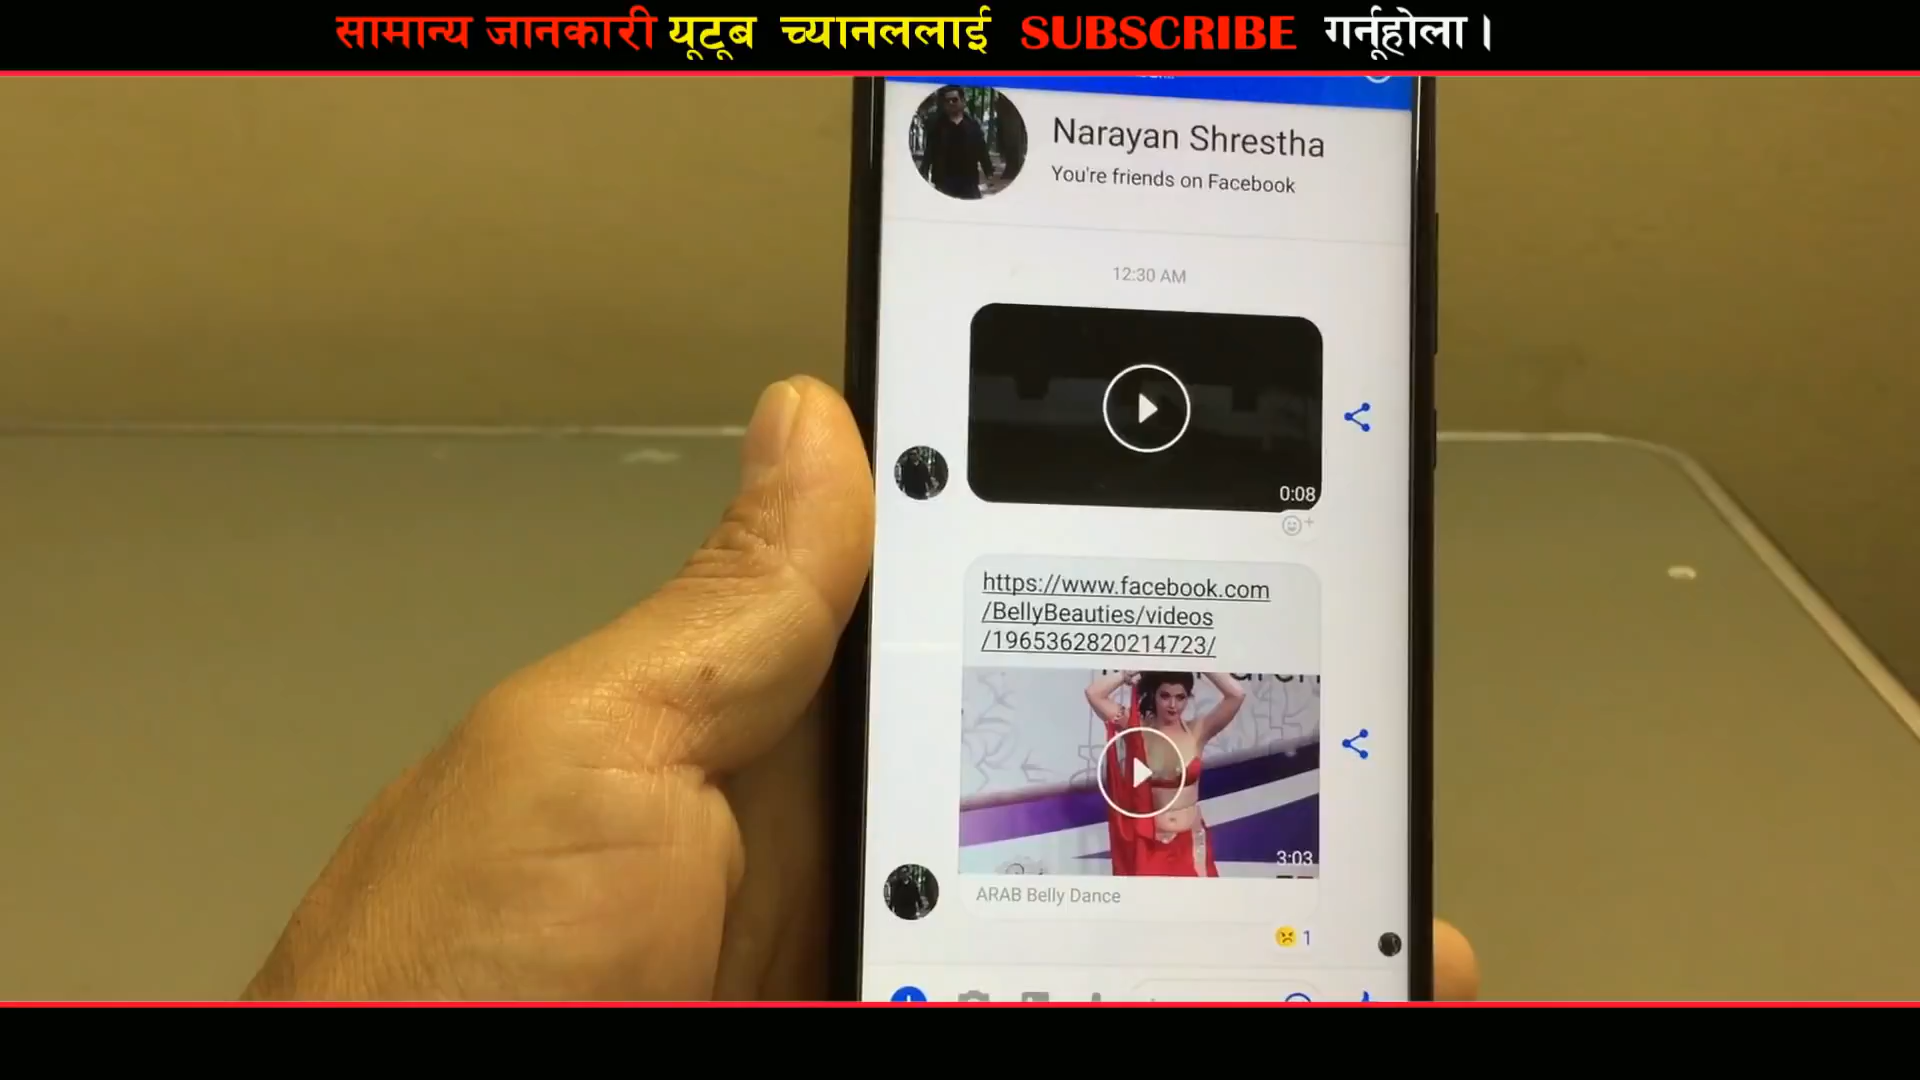 सामान्य जानकारी यूटूब च्यानललाई SUBSCRIBE गर्नूहोला ।
Narayan Shrestha
You're friends on Facebook
12:30 AM
0:08
https://www.facebook.com
/BellyBeauties/videos
/1965362820214723/
3:03
ARAB Belly Dance
1